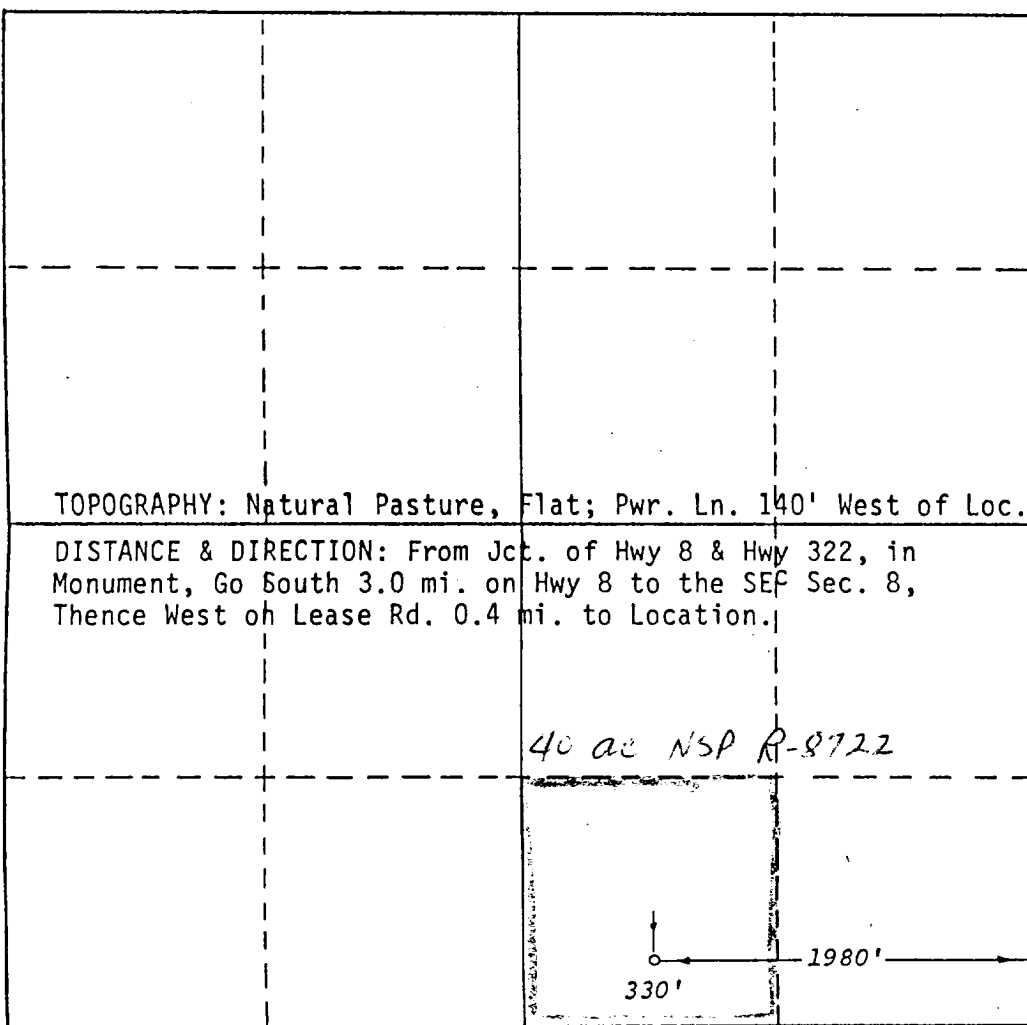 TOPOGRAPHY: Natural Pasture, Flat; Pwr. Ln. 140' West of Loc.
DISTANCE & DIRECTION: From Jct. of Hwy 8 & Hwy 322, in
Monument, Go South 3.0 mi. on Hwy 8 to the SE Sec. 8,
Thence West on Lease Rd. 0.4 mi. to Location.
40 ac NSP R-8722
1980'
330'